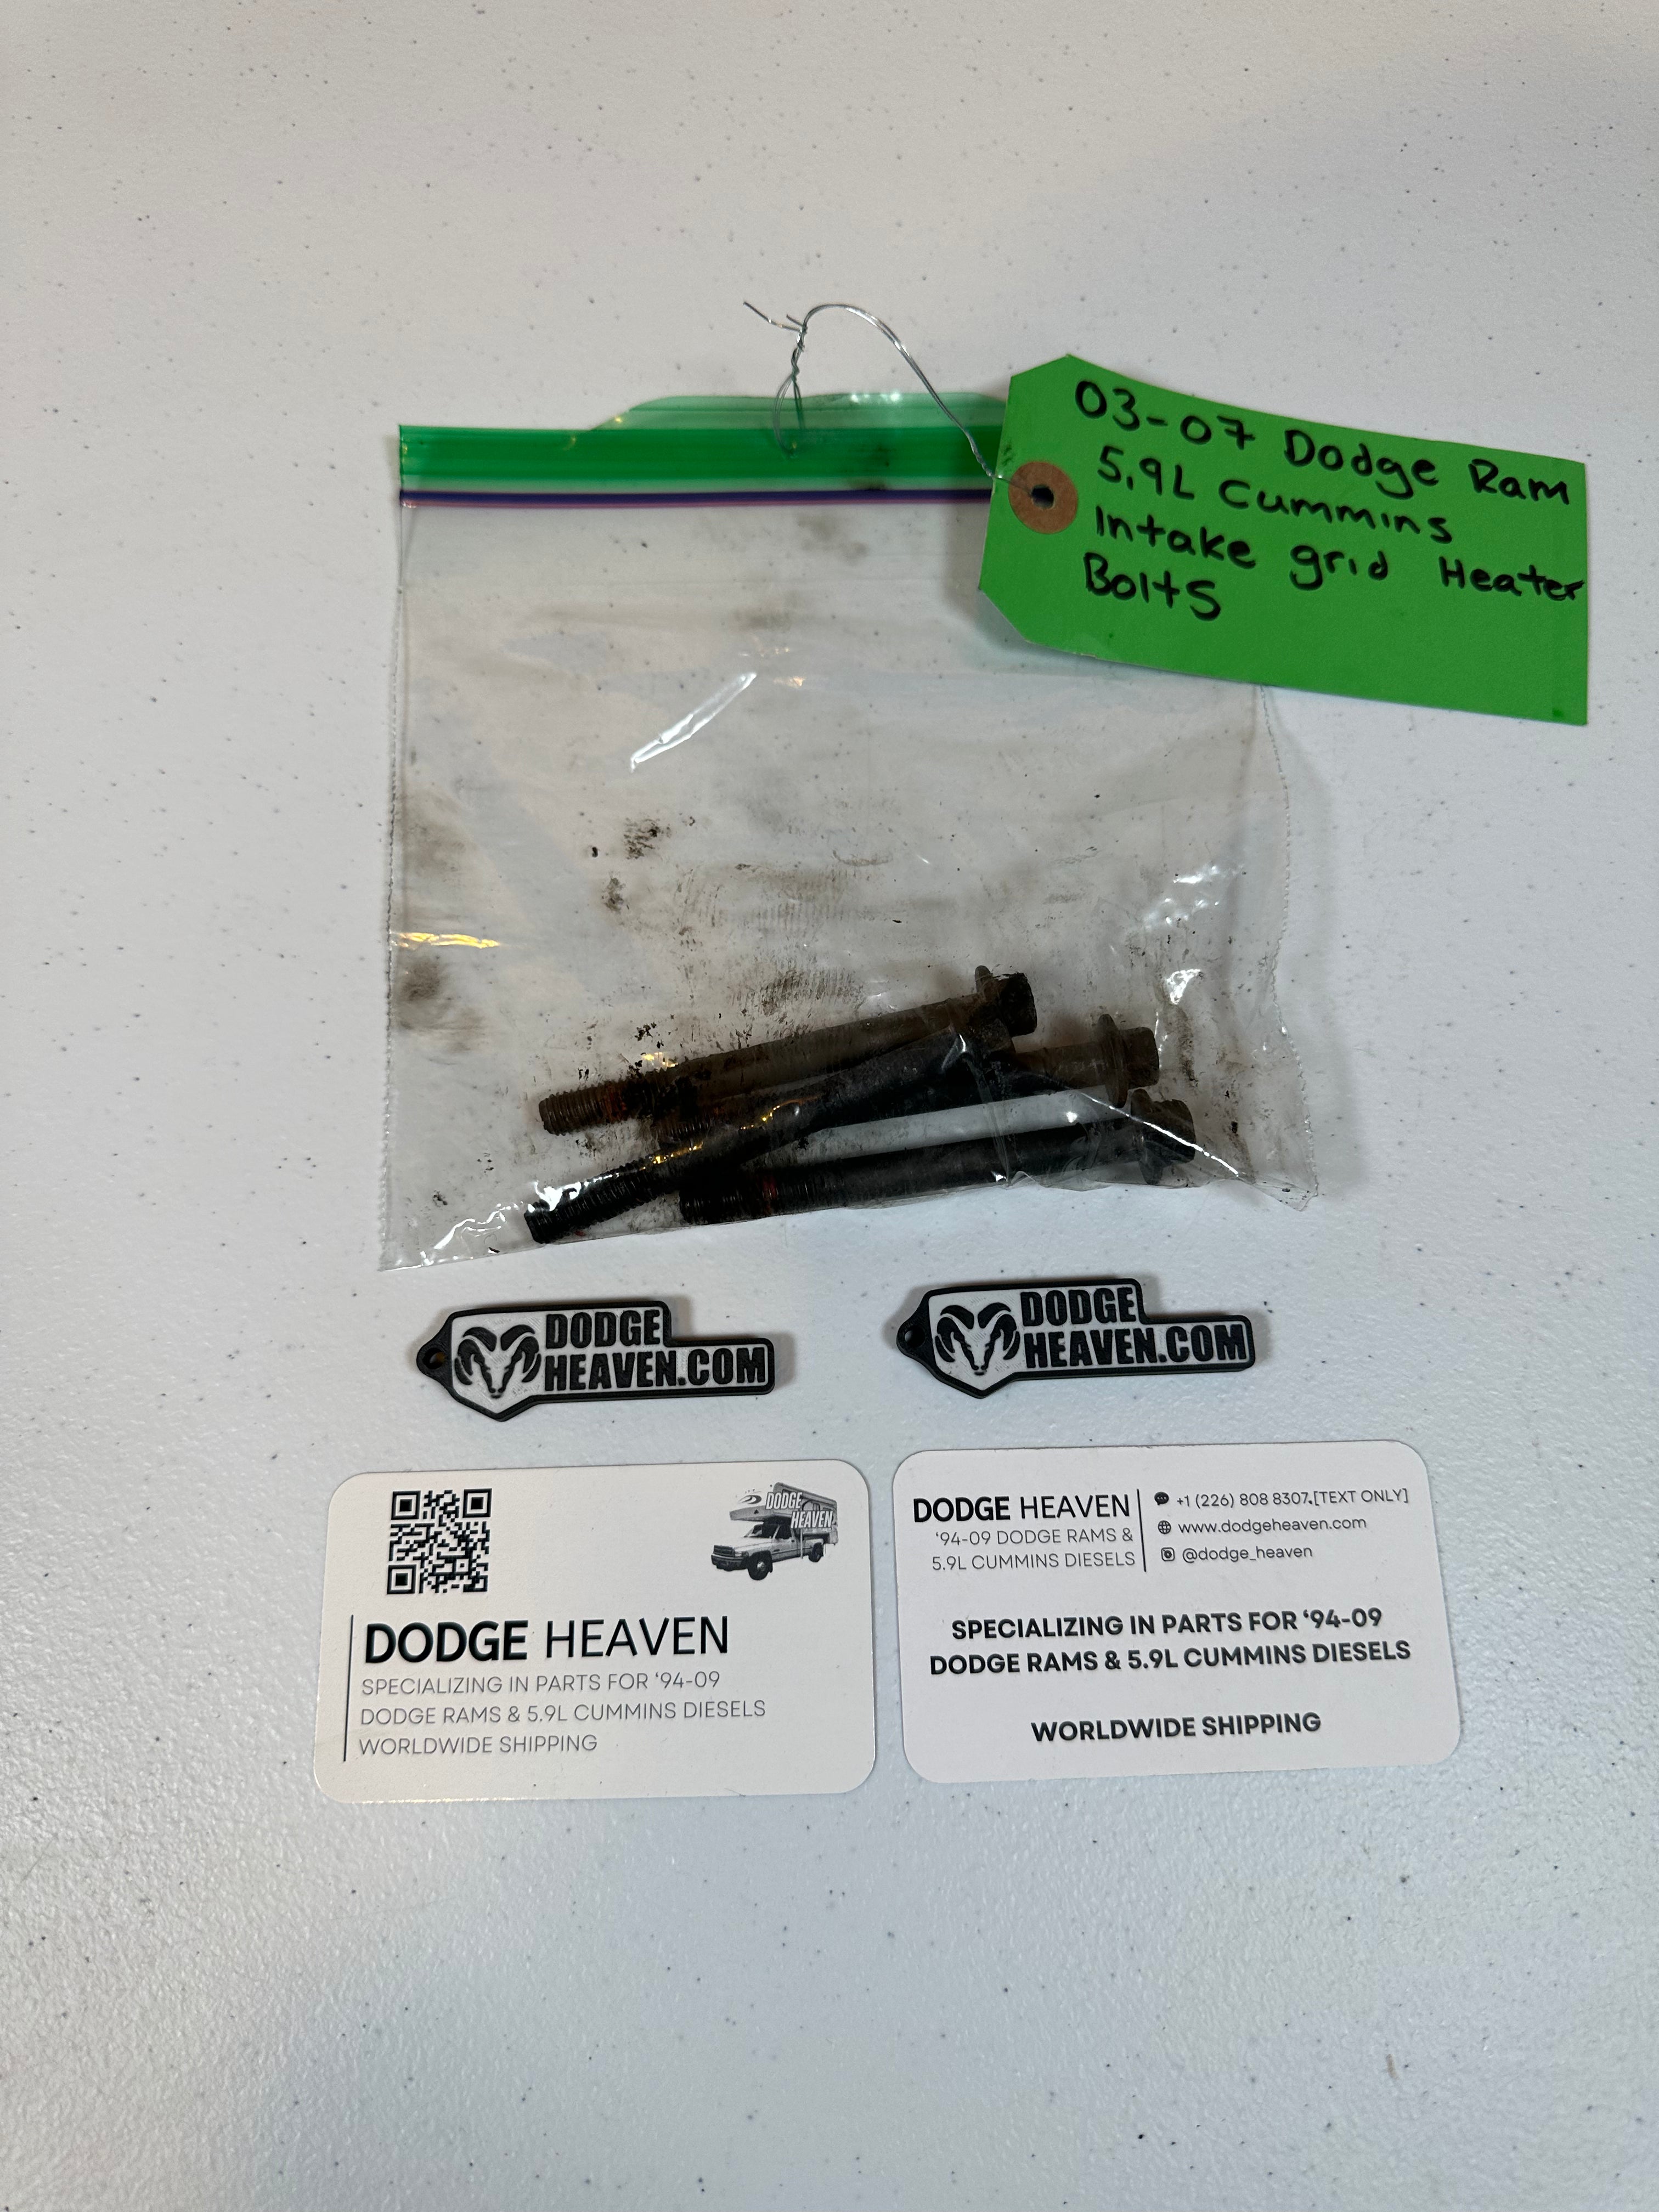 03-07 Dodge Ram
5.9L Cummins
Intake grid Heater
Bolts
DODGE
HEAVEN.COM
DODGE
HEAVEN.COM
DODGE
HEAVEN
DODGE HEAVEN
SPECIALIZING IN PARTS FOR ‘94-09
DODGE RAMS & 5.9L CUMMINS DIESELS
WORLDWIDE SHIPPING
DODGE HEAVEN
‘94-09 DODGE RAMS &
5.9L CUMMINS DIESELS
+1 (226) 808 8307.[TEXT ONLY]
www.dodgeheaven.com
@dodge_heaven
SPECIALIZING IN PARTS FOR ‘94-09
DODGE RAMS & 5.9L CUMMINS DIESELS
WORLDWIDE SHIPPING